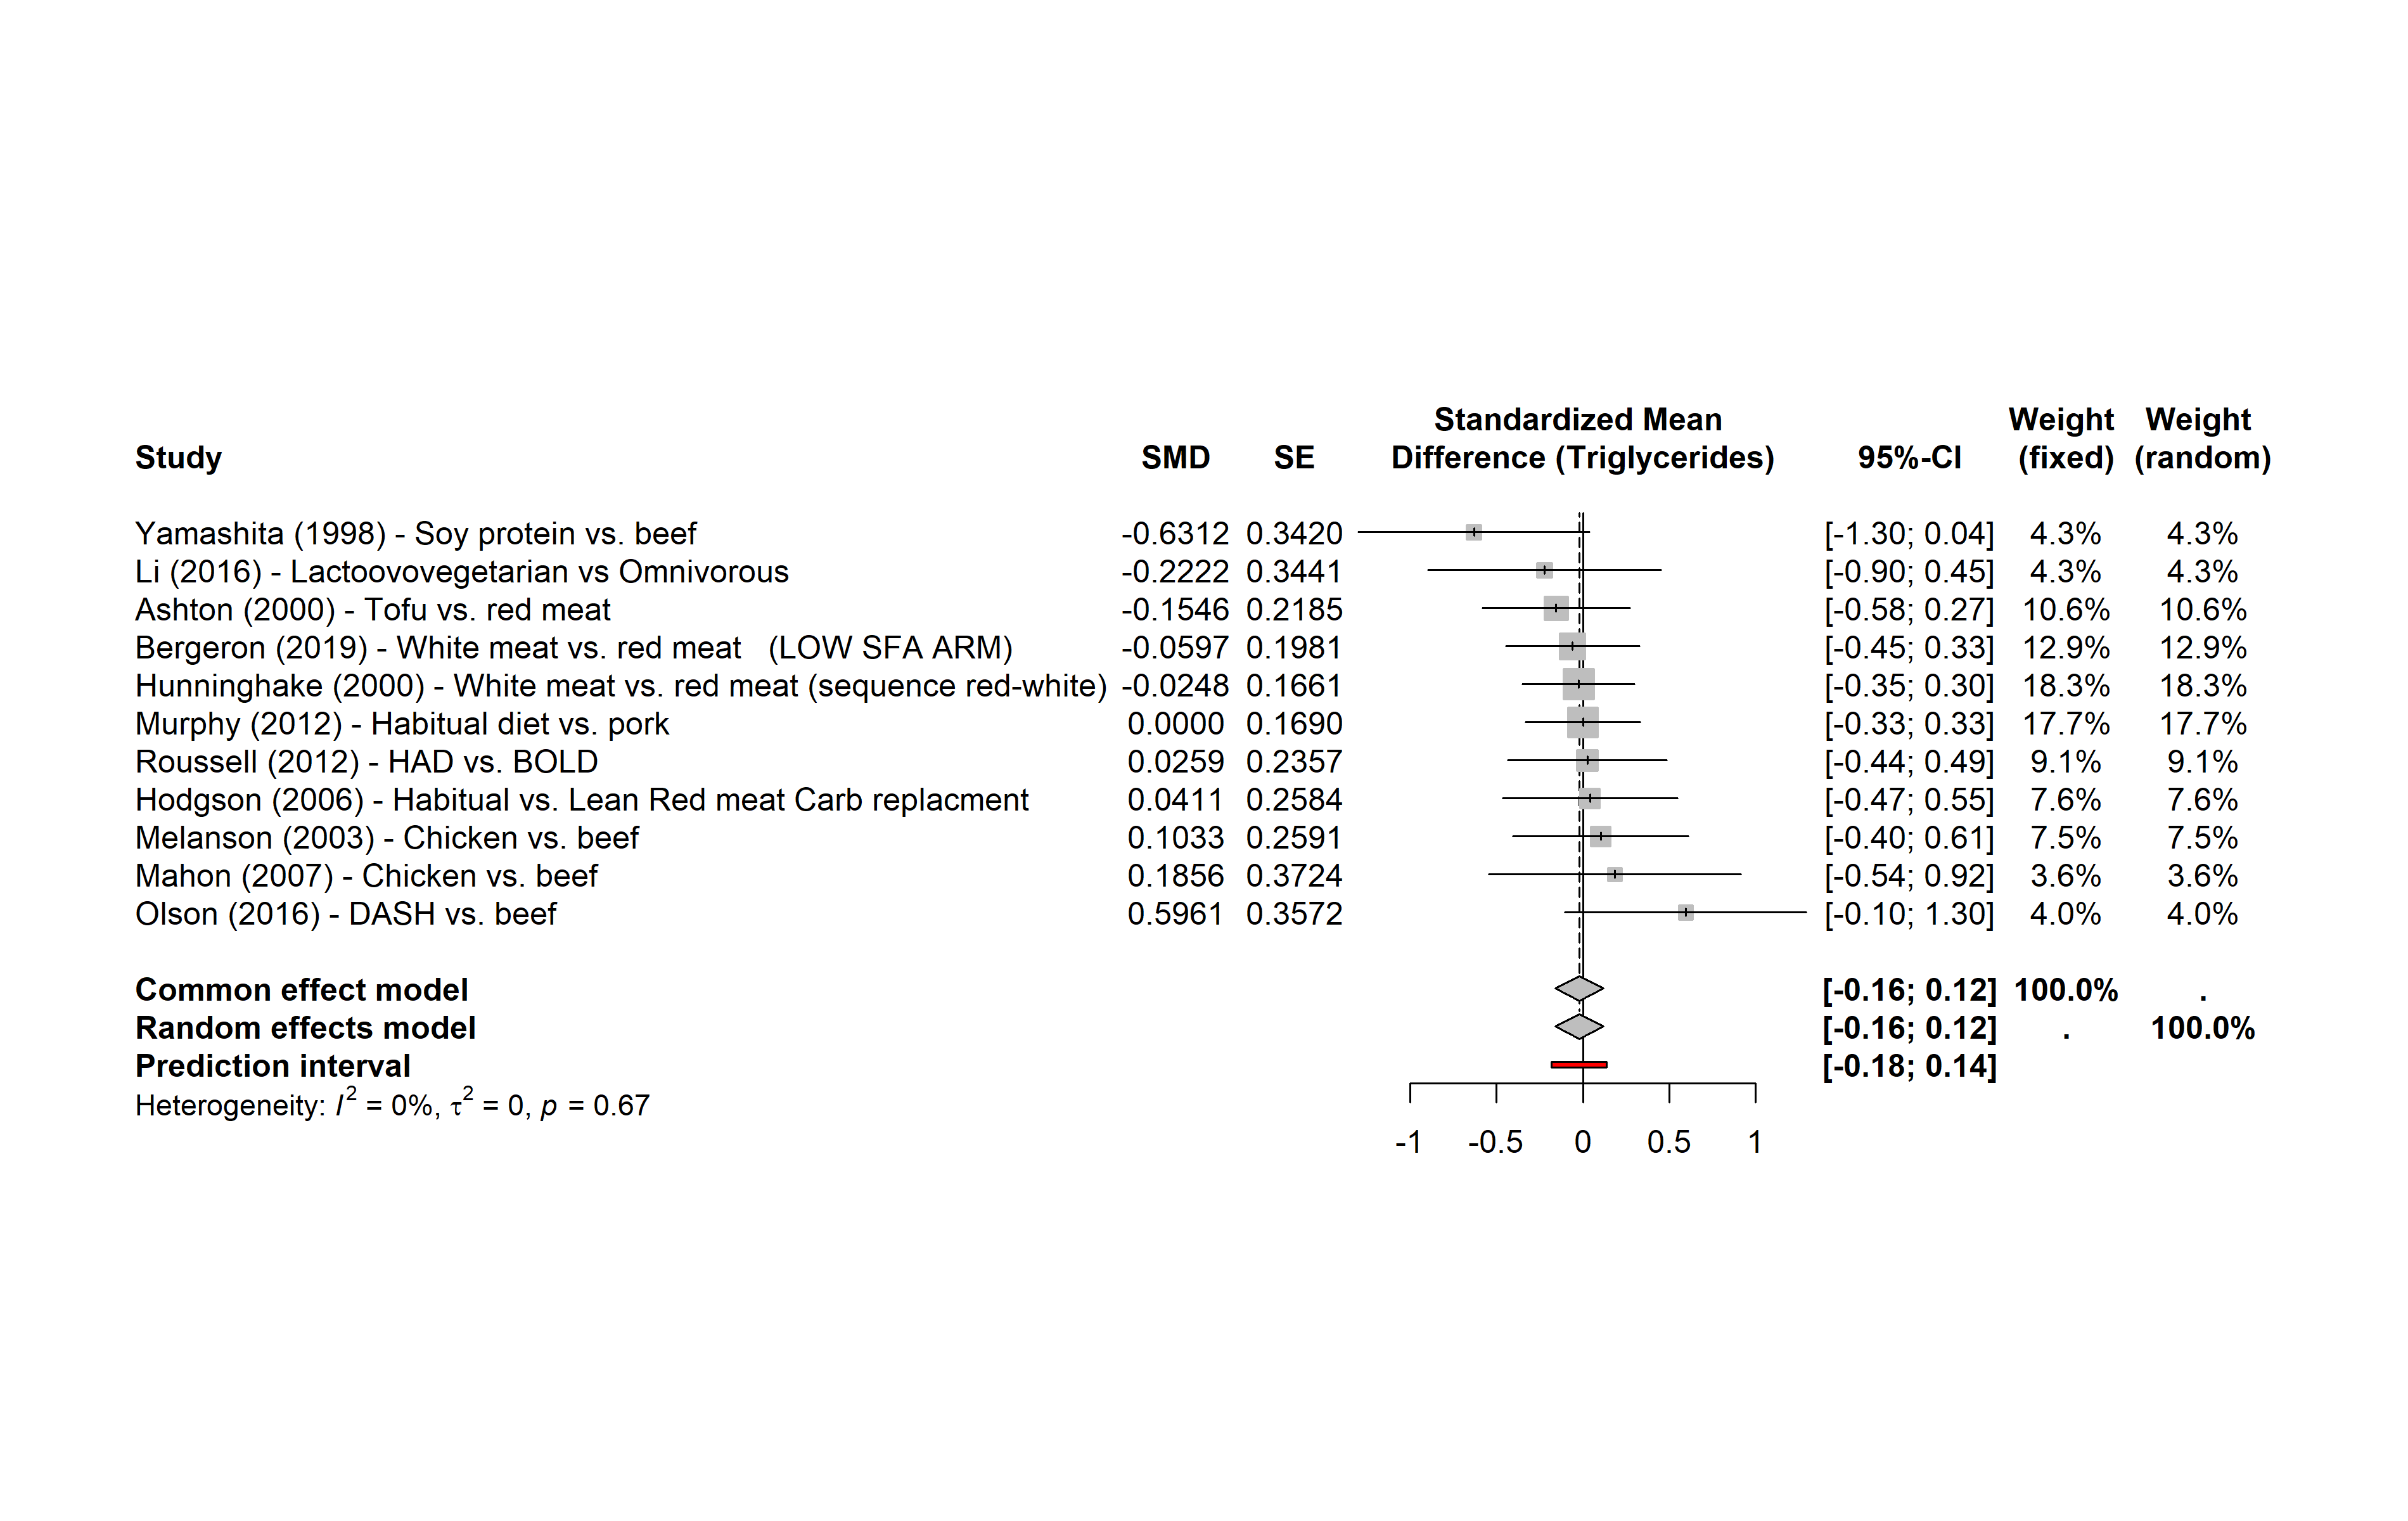 Standardized Mean Weight Weight
Study SMD SE Difference (Triglycerides) 95%-CI (fixed) (random)
Yamashita (1998) - Soy protein vs. beef -0.6312 0.3420 [-1.30; 0.04] 4.3% 4.3%
Li (2016) - Lactoovovegetarian vs Omnivorous -0.2222 0.3441 [-0.90; 0.45] 4.3% 4.3%
Ashton (2000) - Tofu vs. red meat -0.1546 0.2185 [-0.58; 0.27] 10.6% 10.6%
Bergeron (2019) - White meat vs. red meat (LOW SFA ARM) -0.0597 0.1981 [-0.45; 0.33] 12.9% 12.9%
Hunninghake (2000) - White meat vs. red meat (sequence red-white) -0.0248 0.1661 [-0.35; 0.30] 18.3% 18.3%
Murphy (2012) - Habitual diet vs. pork 0.0000 0.1690 [-0.33; 0.33] 17.7% 17.7%
Roussell (2012) - HAD vs. BOLD 0.0259 0.2357 [-0.44; 0.49] 9.1% 9.1%
Hodgson (2006) - Habitual vs. Lean Red meat Carb replacment 0.0411 0.2584 [-0.47; 0.55] 7.6% 7.6%
Melanson (2003) - Chicken vs. beef 0.1033 0.2591 [-0.40; 0.61] 7.5% 7.5%
Mahon (2007) - Chicken vs. beef 0.1856 0.3724 [-0.54; 0.92] 3.6% 3.6%
Olson (2016) - DASH vs. beef 0.5961 0.3572 [-0.10; 1.30] 4.0% 4.0%
Common effect model [-0.16; 0.12] 100.0% .
Random effects model [-0.16; 0.12] . 100.0%
Prediction interval [-0.18; 0.14]
Heterogeneity: I² = 0%, τ² = 0, p = 0.67
-1 -0.5 0 0.5 1